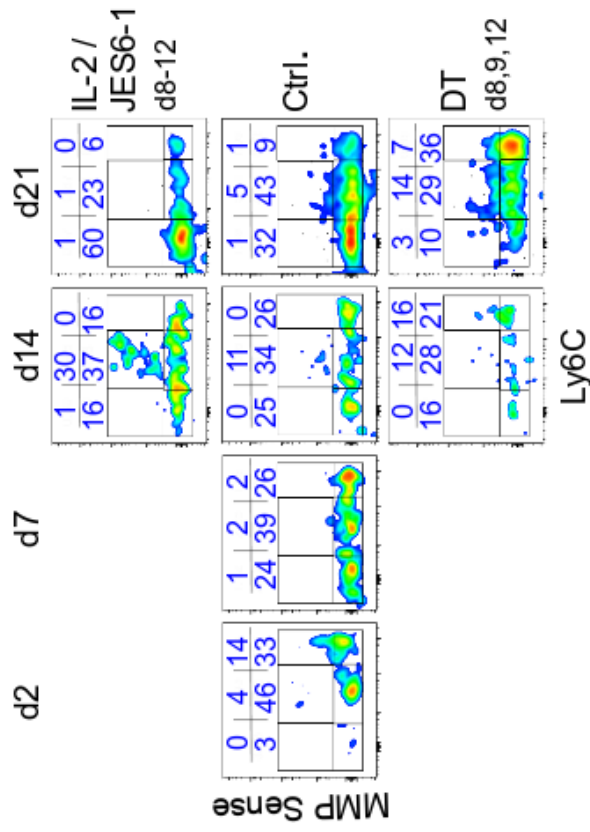 d2 d7 d14 d21
1 30 0
16 37 16
1 1 0
60 23 6
IL-2 /
JES6-1
d8-12
MMP Sense
0 4 14
3 46 33
1 2 2
24 39 26
0 11 0
25 34 26
1 5 1
32 43 9
Ctrl.
0 12 16
16 28 21
3 14 7
10 29 36
DT
d8,9,12
Ly6C